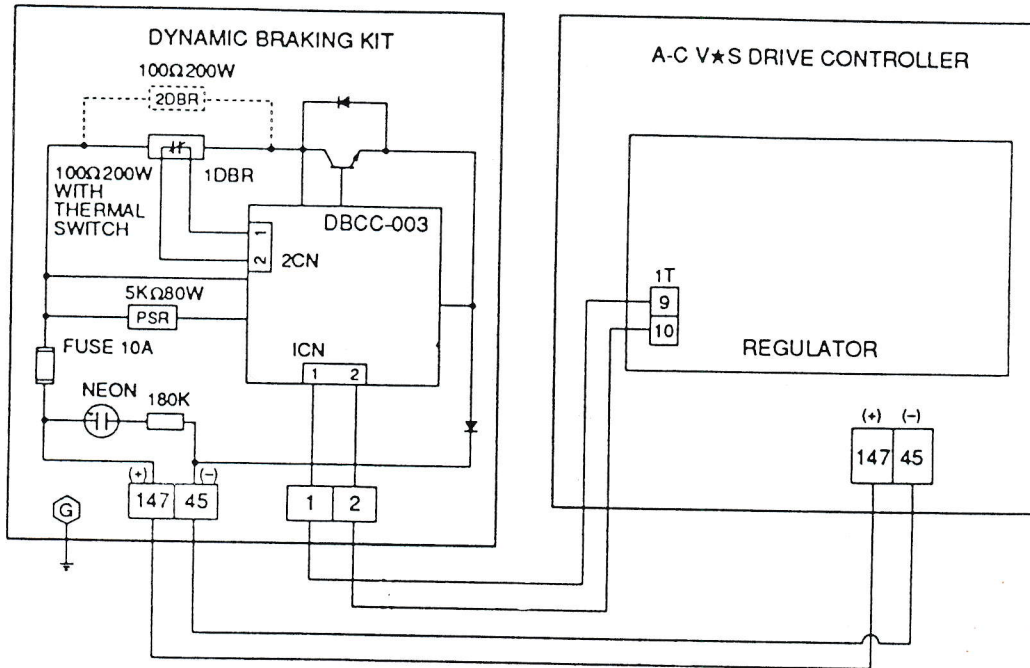 DYNAMIC BRAKING KIT
100Ω200W
2DBR
100Ω200W
WITH
THERMAL
SWITCH
1DBR
DBCC-003
1
2
2CN
5KΩ80W
PSR
FUSE 10A
ICN
1 2
NEON
180K
(+) (-)
147 45
1 2
G
A-C V★S DRIVE CONTROLLER
1T
9
10
REGULATOR
(+) (-)
147 45